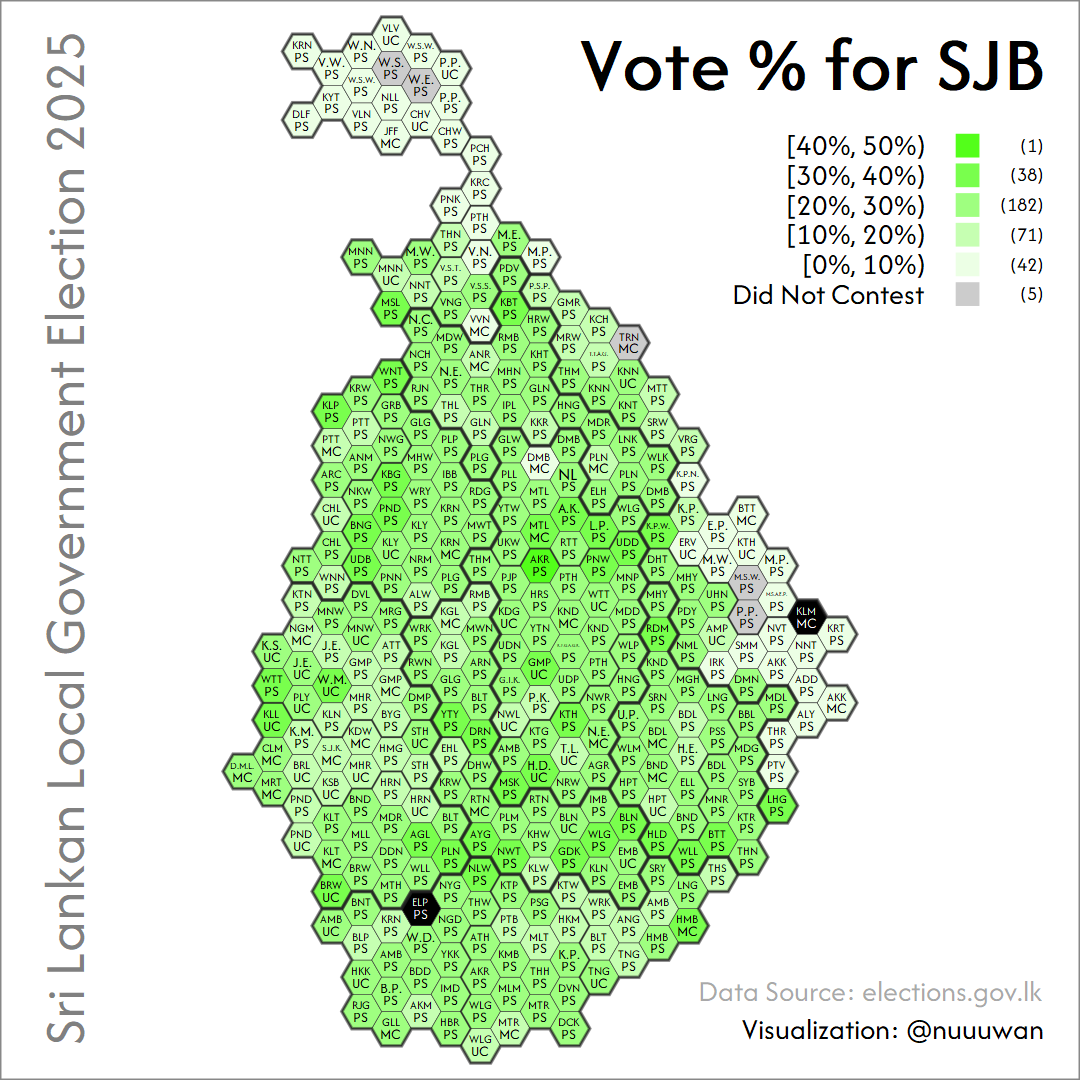 Sri Lankan Local Government Election 2025
Vote % for SJB
[40%, 50%) (1)
[30%, 40%) (38)
[20%, 30%) (182)
[10%, 20%) (71)
[0%, 10%) (42)
Did Not Contest (5)
VLV UC
KRN PS W.N. PS W.S.W. PS
V.W. PS W.S. PS P.P. UC
W.S.W. PS W.E. PS
KYT PS NLL PS P.P. PS
DLF PS VLN PS CHV UC
JFF MC CHW PS
PCH PS
KRC PS
PNK PS
PTH PS
THN PS M.E. PS
MNN PS M.W. PS V.N. PS M.P. PS
MNN UC V.S.T. PS PDV PS
NNT PS V.S.S. PS P.S.P. PS
MSL PS VNG PS KBT PS GMR PS
N.C. PS VVN MC HRW PS KCH PS
MDW PS RMB PS MRW PS TRN MC
NCH PS ANR MC KHT PS T.T.A.G. PS
WNT PS N.E. PS MHN PS THM PS KNN UC
KRW PS RJN PS THR PS GLN PS KNN PS MTT PS
KLP PS GRB PS THL PS IPL PS HNG PS KNT PS
PTT PS GLG PS GLN PS KKR PS MDR PS SRW PS
PTT MC NWG PS PLP PS GLW PS DMB PS LNK PS VRG PS
ANM PS MHW PS PLG PS DMB MC PLN MC WLK PS
ARC PS KBG PS IBB PS PLL PS NL PS PLN PS K.P.N. PS
NKW PS WRY PS RDG PS MTL PS ELH PS DMB PS
CHL UC PND PS KRN PS YTW PS A.K. PS WLG PS K.P. PS BTT MC
BNG PS KLY PS MWT PS MTL MC L.P. PS K.P.W. PS E.P. PS
CHL PS KLY UC KRN MC UKW PS RTT PS UDD PS ERV UC KTH UC
NTT PS UDB PS NRM PS THM PS AKR PS PNW PS DHT PS M.W. PS M.P. PS
WNN PS PNN PS PLG PS PJP PS PTH PS MNP PS MHY PS M.S.W. PS
KTN PS DVL PS ALW PS RMB PS HRS PS WTT UC MHY PS UHN PS M.S.&E.P. PS
MNW PS MRG PS KGL MC KDG UC KND MC MDD PS PDY PS P.P. PS KLM MC
NGM MC MNW UC WRK PS MWN PS YTN PS KND PS RDM PS AMP UC NVT PS KRT PS
K.S. UC J.E. PS ATT PS KGL PS UDN PS WLP PS NML PS SMM PS NNT PS
J.E. UC GMP PS RWN PS ARN PS GMP UC PTH PS KND PS IRK PS AKK PS
WTT PS W.M. UC GMP MC GLG PS G.I.K. PS UDP PS HNG PS MGH PS DMN PS ADD PS
PLY UC MHR PS DMP PS BLT PS P.K. PS NWR PS SRN PS LNG PS MDL PS AKK MC
KLL UC KLN PS BYG PS YTY PS NWL UC KTH PS U.P. PS BDL PS BBL PS ALY PS
K.M. PS KDW MC STH UC DRN PS KTG PS N.E. MC BDL MC PSS PS THR PS
CLM MC S.J.K. MC HMG PS EHL PS AMB PS T.L. UC WLM PS H.E. PS MDG PS
D.M.L. MC BRL UC MHR UC STH PS DHW PS H.D. UC AGR PS BND MC BDL PS PTV PS
MRT MC KSB UC HRN PS KRW PS MSK PS NRW PS HPT PS ELL PS SYB PS
PND PS BND PS HRN UC RTN MC RTN PS IMB PS HPT UC MNR PS LHG PS
KLT PS MDR PS BLT PS PLM PS BLN UC BLN PS BND PS KTR PS
PND UC MLL PS AGL PS AYG PS KHW PS WLG PS HLD PS BTT PS
KLT MC DDN PS PLN PS NWT PS GDK PS EMB UC WLL PS THN PS
BRW PS WLL PS NLW PS KLW PS KLN PS SRY PS THS PS
BRW UC MTH PS NYG PS KTP PS KTW PS EMB PS LNG PS
BNT PS ELP PS THW PS PSG PS WRK PS AMB PS
AMB UC KRN PS NGD PS PTB PS HKM PS ANG PS HMB MC
BLP PS W.D. PS ATH PS MLT PS BLT PS HMB PS
AMB PS YKK PS KMB PS K.P. PS TNG PS
HKK UC BDD PS AKR PS THH PS TNG UC
B.P. PS IMD PS MLM PS DVN PS
RJG PS AKM PS WLG PS MTR PS
GLL MC HBR PS MTR MC DCK PS
WLG UC
Data Source: elections.gov.lk
Visualization: @nuuuwan